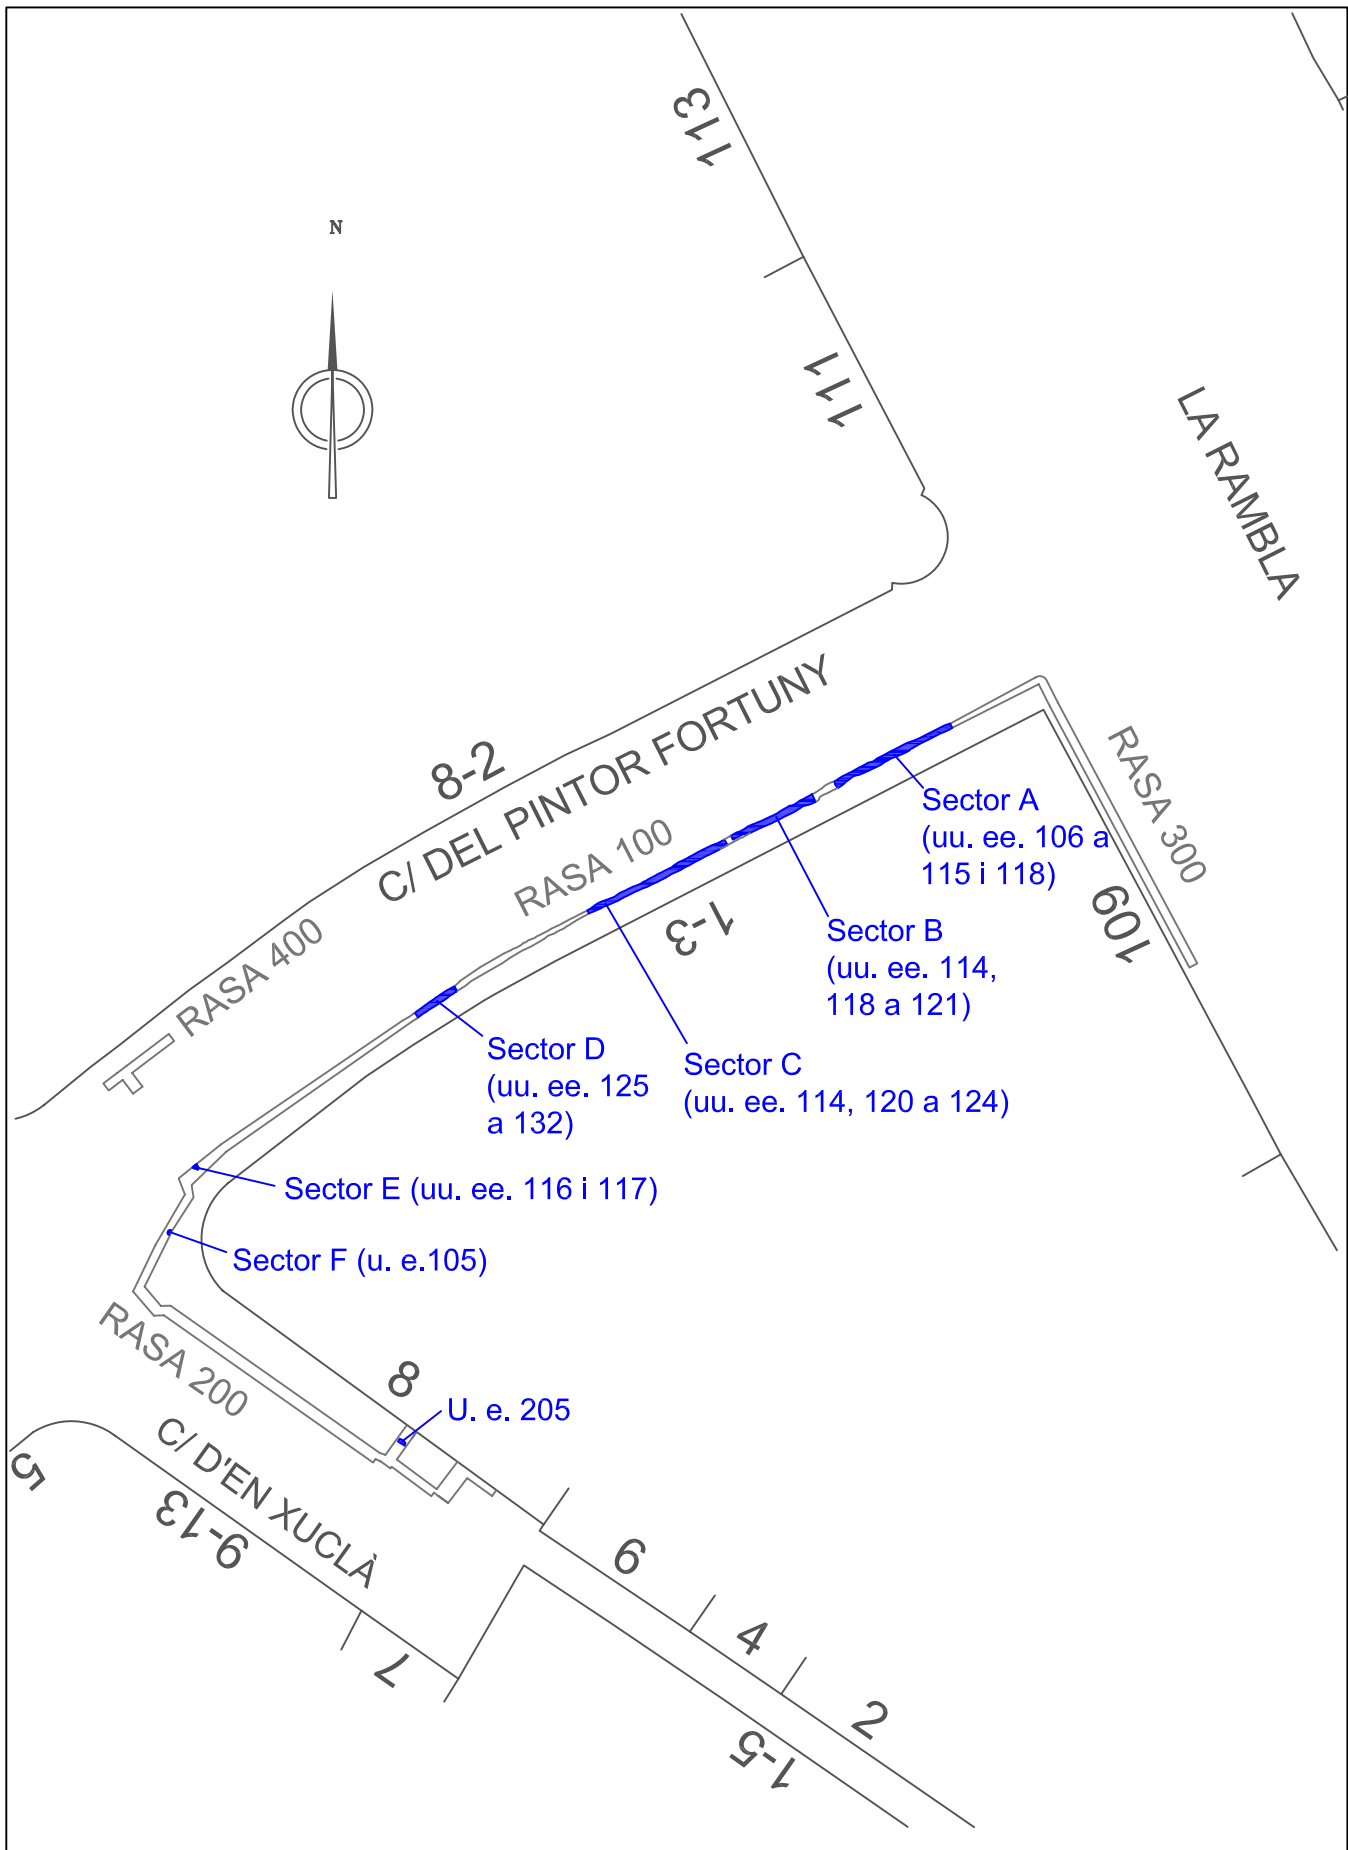 113
N
111
LA RAMBLA
8-2
C/ DEL PINTOR FORTUNY
RASA 100
RASA 300
Sector A
(uu. ee. 106 a
115 i 118)
109
1-3
Sector B
(uu. ee. 114,
118 a 121)
RASA 400
Sector D
(uu. ee. 125
a 132)
Sector C
(uu. ee. 114, 120 a 124)
Sector E (uu. ee. 116 i 117)
Sector F (u. e.105)
RASA 200
8
U. e. 205
C/ D'EN XUCLÀ
5
9-13
6
4
7
2
1-5